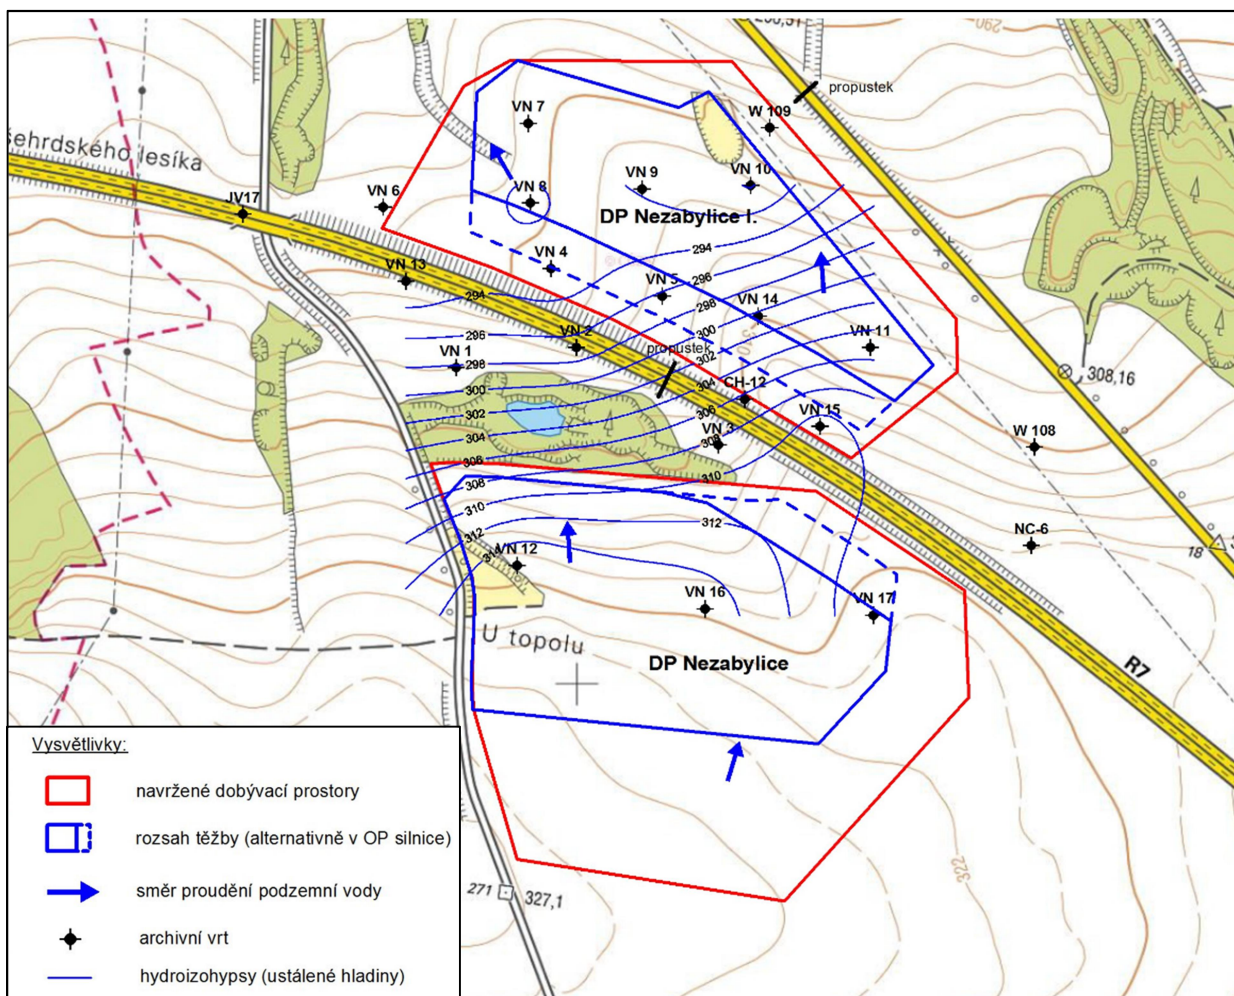 290
propustek
VN 7
W 109
šehrdského lesíka
VN 9
VN 10
VN 6
VN 8
JV17
DP Nezabylice I.
294
VN 4
VN 13
VN 5
296
294
298
VN 14
300
296
VN-2
VN 11
propustek
302
VN 1
298
308,16
304
CH-12
300
306
302
VN 15
VN 3
308
W 108
304
306
310
308
310
312
312
NC-6
18
314
VN 12
VN 16
VN 17
U topolu
DP Nezabylice
R7
Vysvětlivky:
navržené dobývací prostory
rozsah těžby (alternativně v OP silnice)
322
směr proudění podzemní vody
271
327,1
archivní vrt
hydroizohypsy (ustálené hladiny)